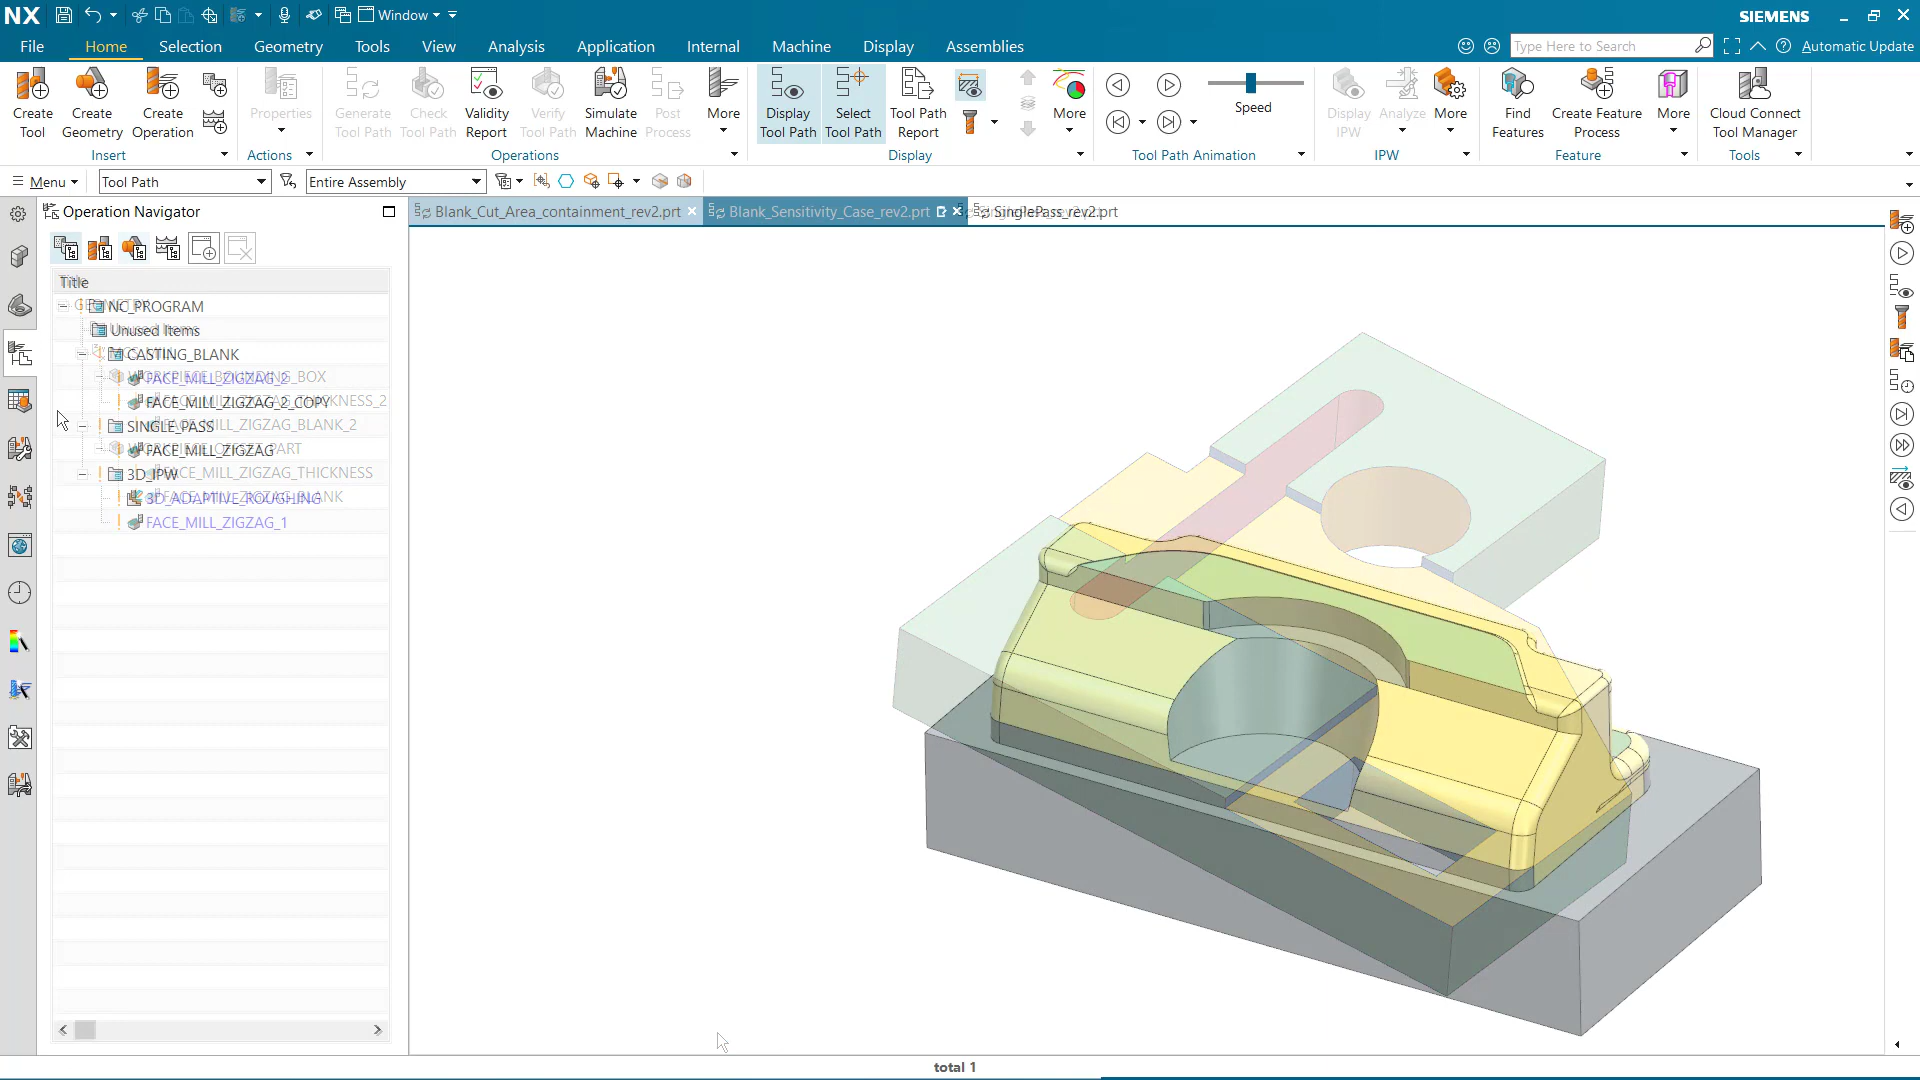 NX
Window
SIEMENS
File Home Selection Geometry Tools View Analysis Application Internal Machine Display Assemblies
Type Here to Search
Automatic Update
Create Tool
Create Geometry
Create Operation
Properties
Generate Tool Path
Check Tool Path
Validity Report
Verify Tool Path
Simulate Machine
Post Process
More
Display Tool Path
Select Tool Path
Tool Path Report
More
Speed
Display IPW
Analyze
More
Find Features
Create Feature Process
More
Cloud Connect Tool Manager
Insert
Actions
Operations
Display
Tool Path Animation
IPW
Feature
Tools
Menu
Tool Path
Entire Assembly
Operation Navigator
Blank_Cut_Area_containment_rev2.prt
Blank_Sensitivity_Case_rev2.prt
SinglePass_rev2.prt
Title
NC_PROGRAM
Unused Items
CASTING_BLANK
FACE_MILL_ZIGZAG_2
FACE_MILL_ZIGZAG_2_COPY
SINGLE_PASS
FACE_MILL_ZIGZAG
3D_IPW
3D_ADAPTIVE_ROUGHING
FACE_MILL_ZIGZAG_1
total 1